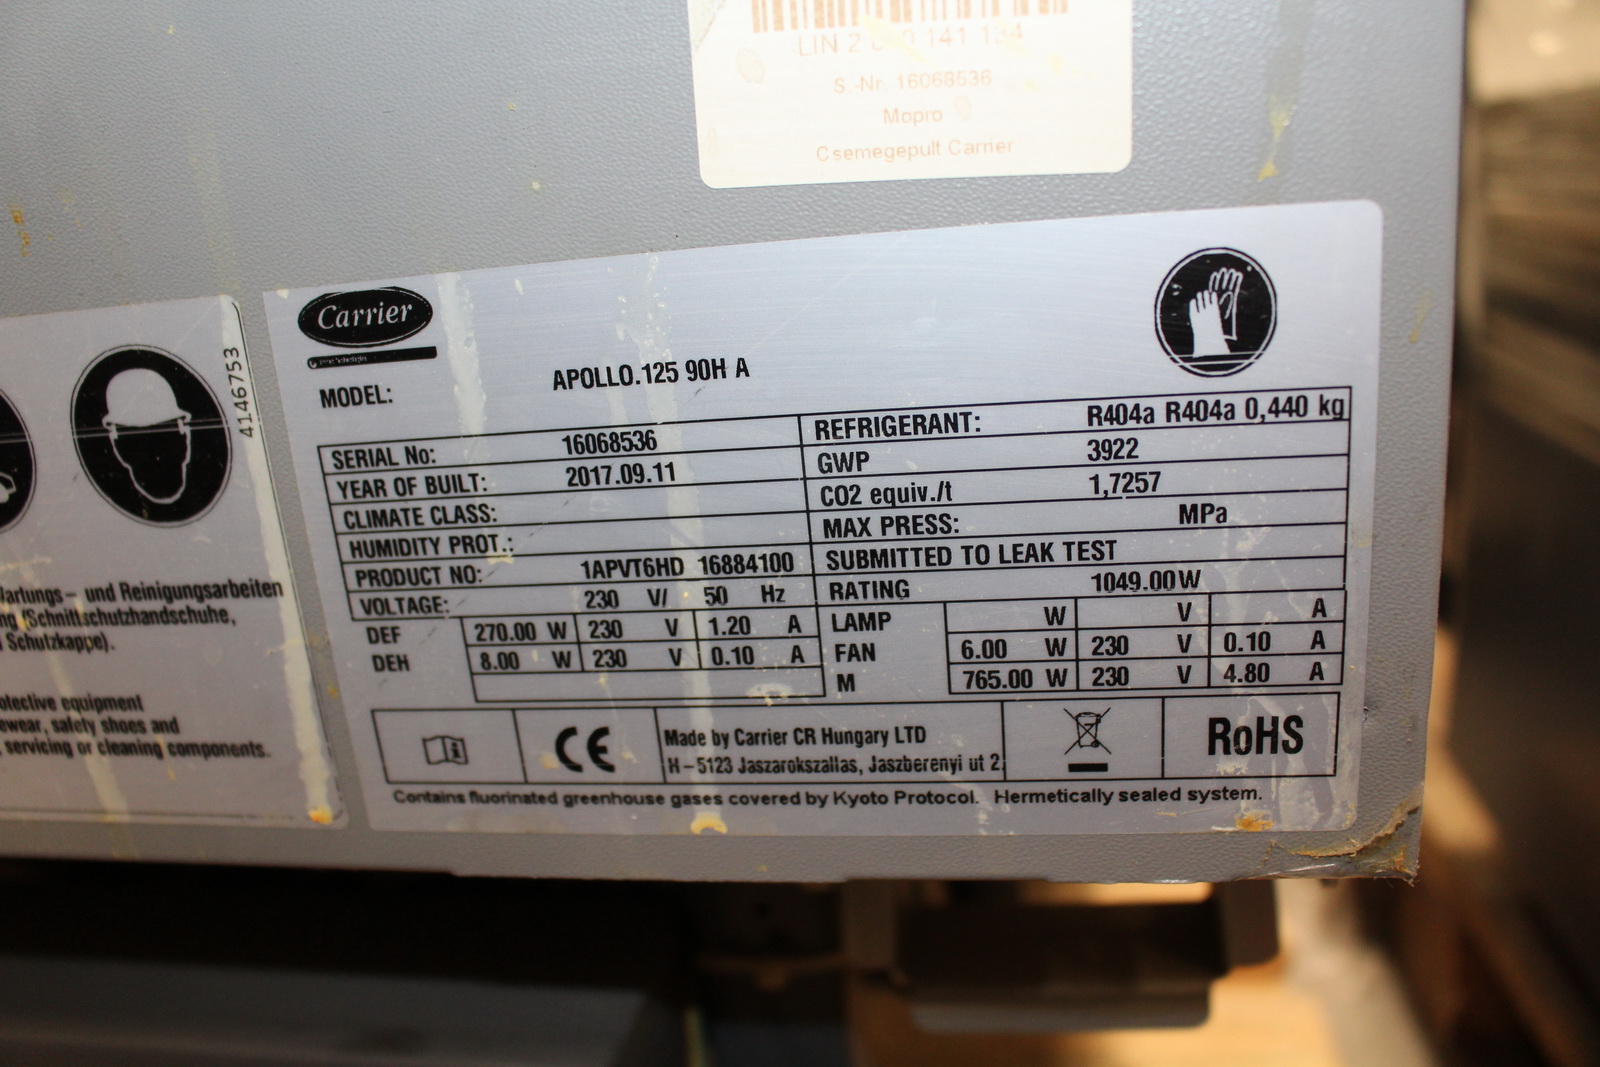 LIN 2 0 0 141 134
S.-Nr. 16068536
Mopro
Csemegepult Carrier
4146753
Wartungs - und Reinigungsarbeiten
(Schnittschutzhandschuhe,
Schutzkappe).
protective equipment
safety shoes and
servicing or cleaning components.
Carrier
MODEL: APOLLO.125 90H A
SERIAL No: 16068536
YEAR OF BUILT: 2017.09.11
CLIMATE CLASS:
HUMIDITY PROT.:
PRODUCT NO: 1APVT6HD 16884100
VOLTAGE: 230 V/ 50 Hz
DEF 270.00 W 230 V 1.20 A
DEH 8.00 W 230 V 0.10 A
REFRIGERANT: R404a R404a 0,440 kg
GWP 3922
CO2 equiv./t 1,7257
MAX PRESS: MPa
SUBMITTED TO LEAK TEST
RATING 1049.00W
LAMP W V A
FAN 6.00 W 230 V 0.10 A
M 765.00 W 230 V 4.80 A
CE
Made by Carrier CR Hungary LTD
H-5123 Jaszarokszallas, Jaszberenyi ut 2
RoHS
Contains fluorinated greenhouse gases covered by Kyoto Protocol. Hermetically sealed system.